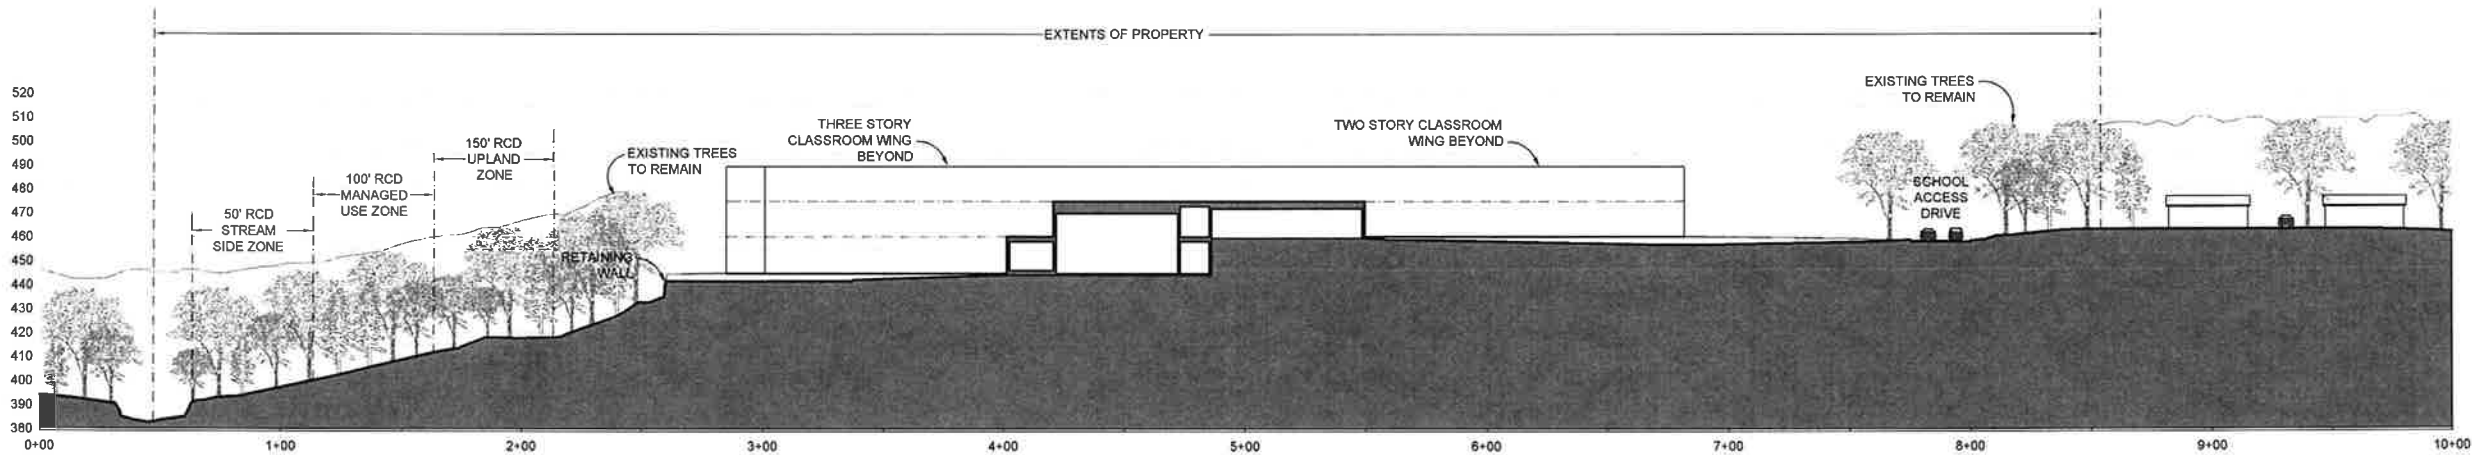 EXTENTS OF PROPERTY
EXISTING TREES
TO REMAIN
THREE STORY
CLASSROOM WING
BEYOND
TWO STORY CLASSROOM
WING BEYOND
150' RCD
UPLAND
ZONE
EXISTING TREES
TO REMAIN
100' RCD
MANAGED
USE ZONE
50' RCD
STREAM
SIDE ZONE
SCHOOL
ACCESS
DRIVE
RETAINING
WALL
520
510
500
490
480
470
460
450
440
430
420
410
400
390
380
0+00
1+00
2+00
3+00
4+00
5+00
6+00
7+00
8+00
9+00
10+00